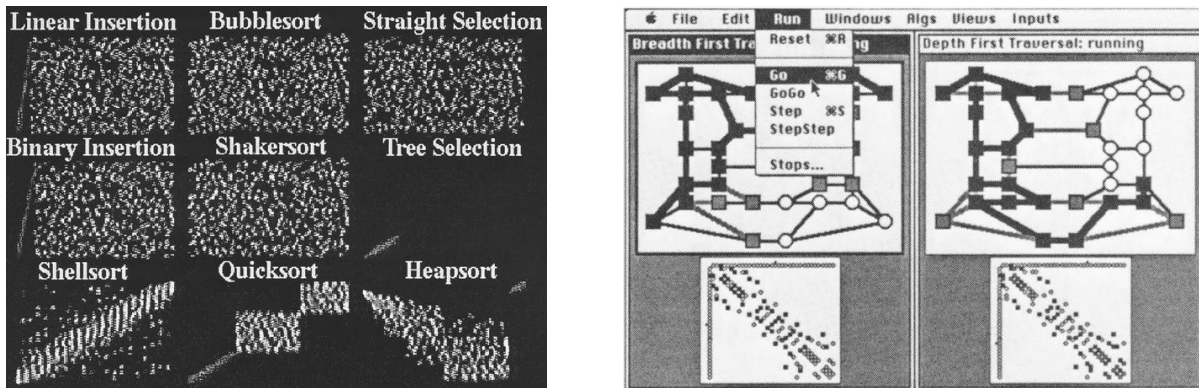 Linear Insertion Bubblesort Straight Selection
Binary Insertion Shakersort Tree Selection
Shellsort Quicksort Heapsort
File Edit Run Windows Algs Views Inputs
Reset ⌘R
Breadth First Tra ing
Depth First Traversal: running
Go ⌘G
GoGo
Step ⌘S
StepStep
Stops...